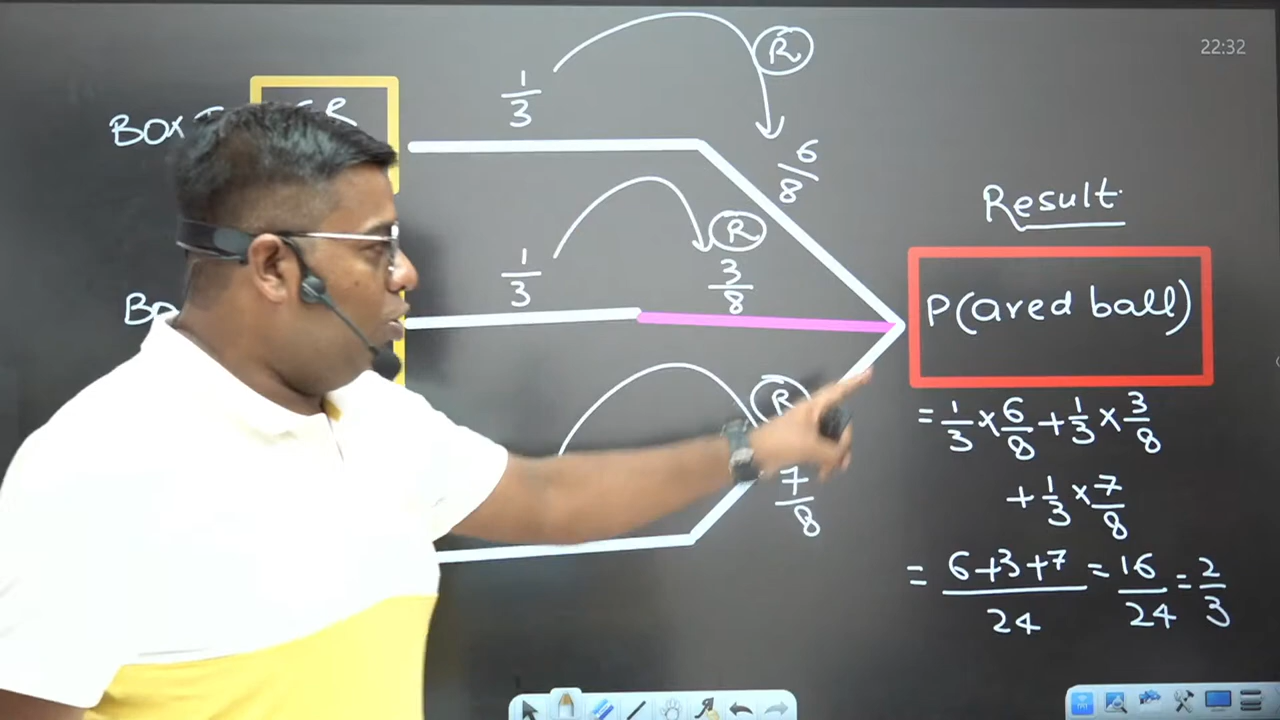 22:32
BOX I
R
1/3
R
6/8
1/3
R
3/8
R
7/8
Result
P(a red ball)
= 1/3 × 6/8 + 1/3 × 3/8
+ 1/3 × 7/8
= 6+3+7/24 = 16/24 = 2/3